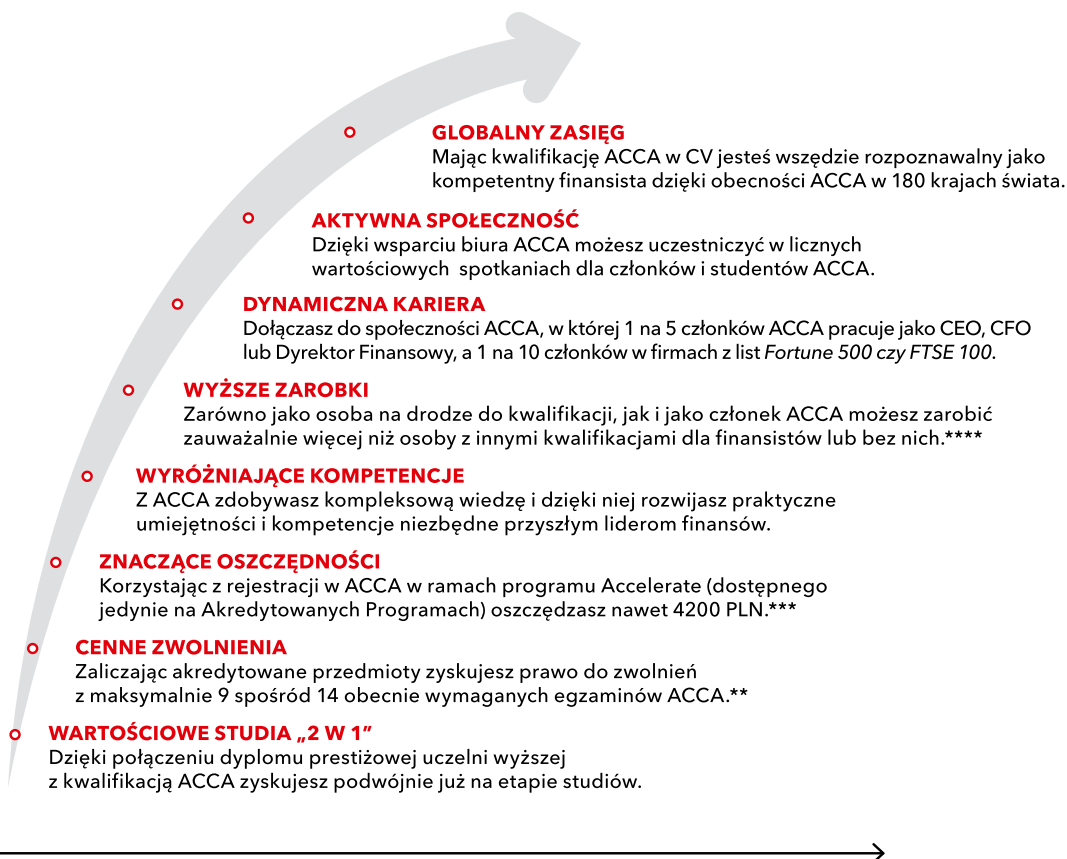 GLOBALNY ZASIĘG
Mając kwalifikację ACCA w CV jesteś wszędzie rozpoznawalny jako
kompetentny finansista dzięki obecności ACCA w 180 krajach świata.
AKTYWNA SPOŁECZNOŚĆ
Dzięki wsparciu biura ACCA możesz uczestniczyć w licznych
wartościowych spotkaniach dla członków i studentów ACCA.
DYNAMICZNA KARIERA
Dołączasz do społeczności ACCA, w której 1 na 5 członków ACCA pracuje jako CEO, CFO
lub Dyrektor Finansowy, a 1 na 10 członków w firmach z list Fortune 500 czy FTSE 100.
WYŻSZE ZAROBKI
Zarówno jako osoba na drodze do kwalifikacji, jak i jako członek ACCA możesz zarobić
zauważalnie więcej niż osoby z innymi kwalifikacjami dla finansistów lub bez nich.****
WYRÓŻNIAJĄCE KOMPETENCJE
Z ACCA zdobywasz kompleksową wiedzę i dzięki niej rozwijasz praktyczne
umiejętności i kompetencje niezbędne przyszłym liderom finansów.
ZNACZĄCE OSZCZĘDNOŚCI
Korzystając z rejestracji w ACCA w ramach programu Accelerate (dostępnego
jedynie na Akredytowanych Programach) oszczędzasz nawet 4200 PLN.***
CENNE ZWOLNIENIA
Zaliczając akredytowane przedmioty zyskujesz prawo do zwolnień
z maksymalnie 9 spośród 14 obecnie wymaganych egzaminów ACCA.**
WARTOŚCIOWE STUDIA „2 W 1”
Dzięki połączeniu dyplomu prestiżowej uczelni wyższej
z kwalifikacją ACCA zyskujesz podwójnie już na etapie studiów.